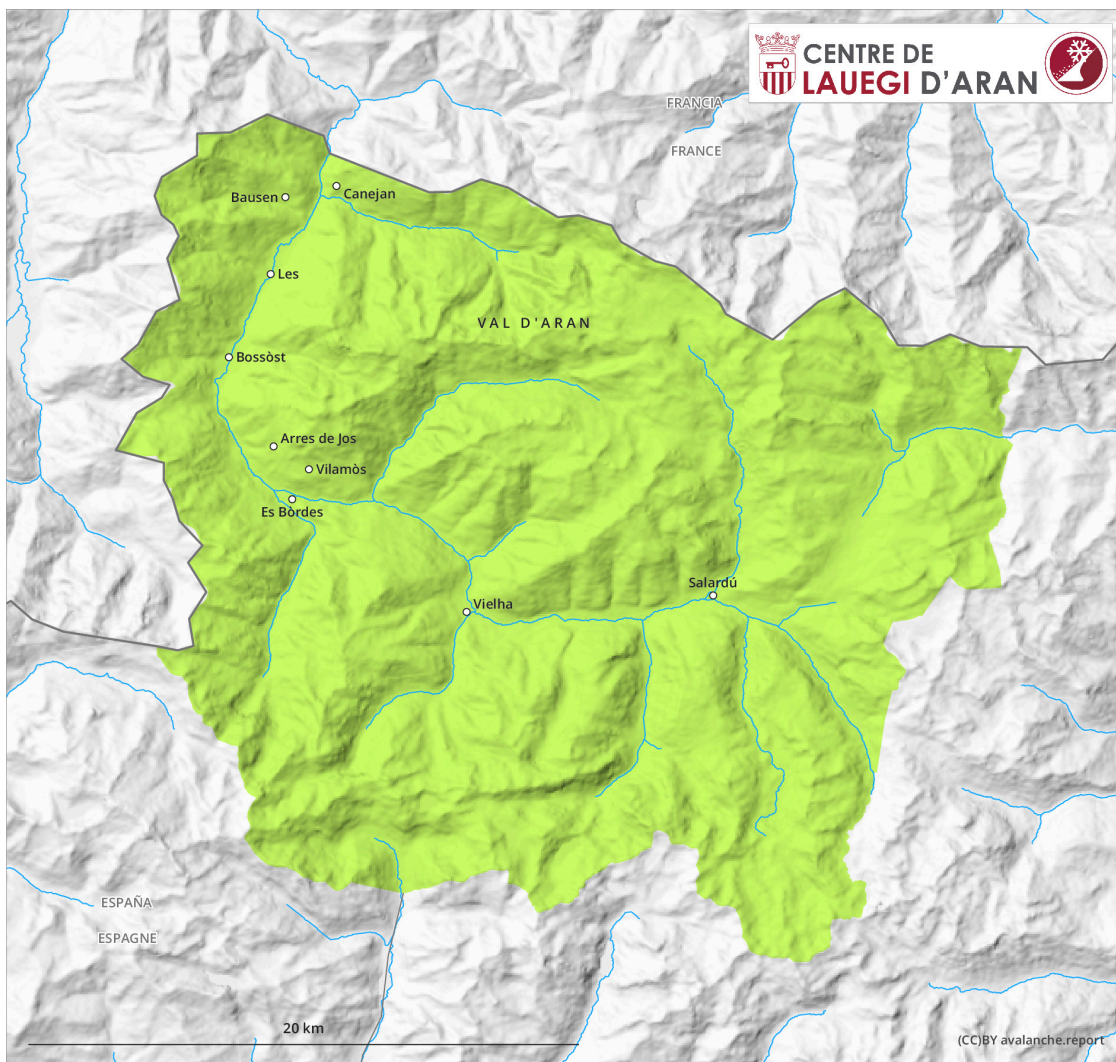 CENTRE DE
LAUEGI D'ARAN
FRANCIA
FRANCE
Bausen
Canejan
Les
VAL D'ARAN
Bossòst
Arres de Jos
Vilamòs
Es Bòrdes
Salardú
Vielha
ESPAÑA
ESPAGNE
20 km
(CC)BY avalanche.report